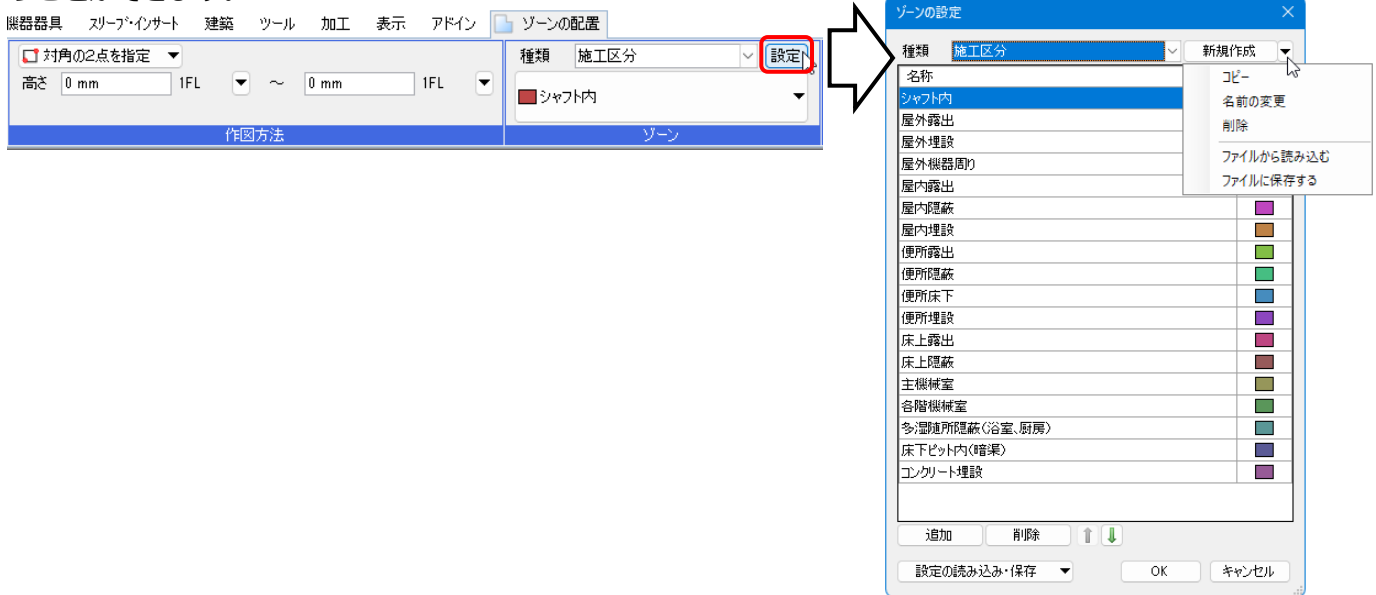 機器器具 スリーブ・インサート 建築 ツール 加工 表示 アドイン ゾーンの配置
対角の2点を指定
高さ 0 mm 1FL ～ 0 mm 1FL
作図方法
種類 施工区分 設定
シャフト内
ゾーン
ゾーンの設定
種類 施工区分 新規作成
コピー
名前の変更
削除
ファイルから読み込む
ファイルに保存する
名称
シャフト内
屋外露出
屋外埋設
屋外機器周り
屋内露出
屋内隠蔽
屋内埋設
便所露出
便所隠蔽
便所床下
便所埋設
床上露出
床上隠蔽
主機械室
各階機械室
多湿随所隠蔽(浴室、厨房)
床下ピット内(暗渠)
コンクリート埋設
追加 削除
設定の読み込み・保存 OK キャンセル